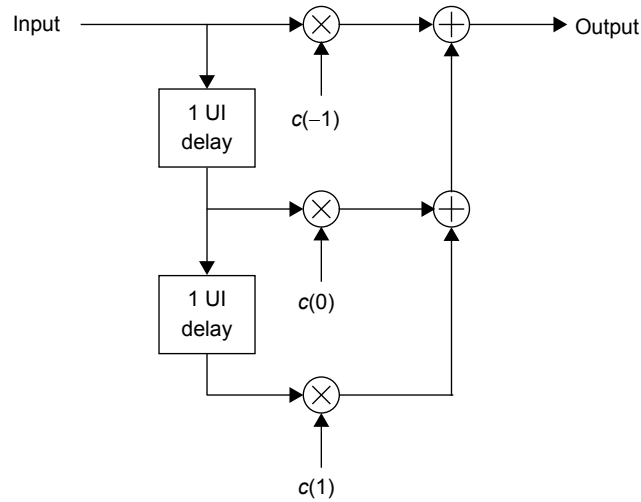 Input
Output
1 UI
delay
c(−1)
1 UI
delay
c(0)
c(1)